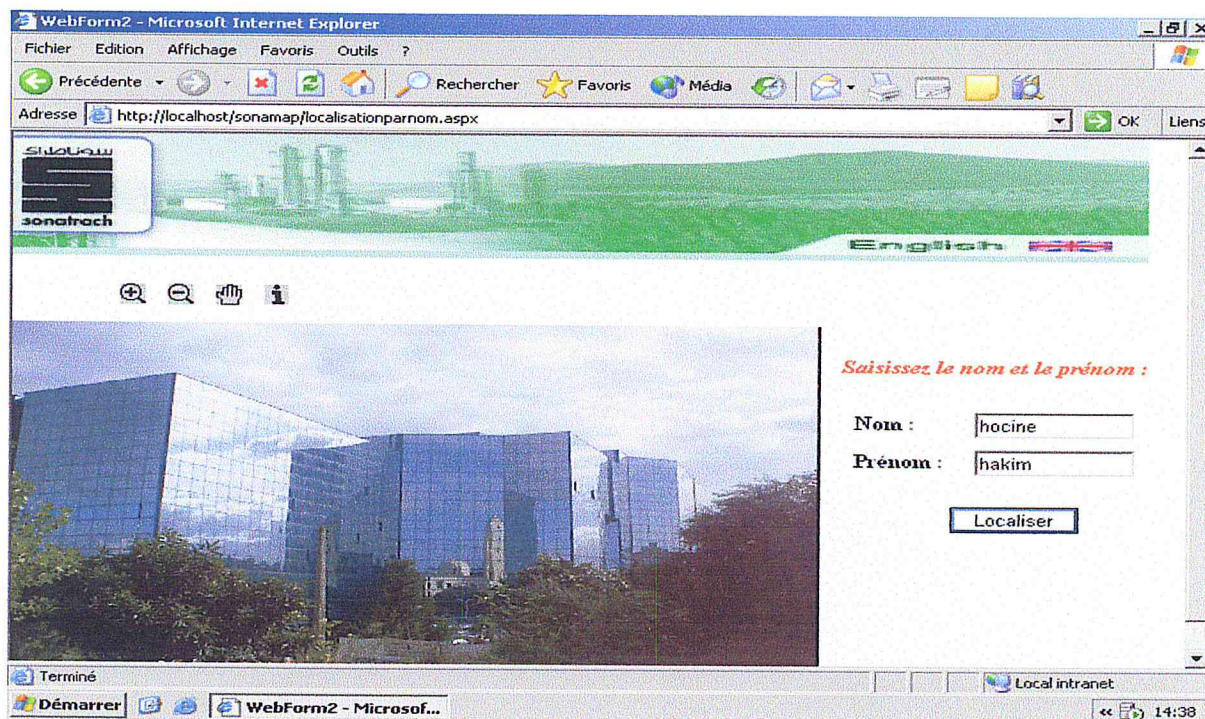 WebForm2 - Microsoft Internet Explorer
Fichier Edition Affichage Favoris Outils ?
Précédente Rechercher Favoris Média
Adresse http://localhost/sonamap/localisationparnom.aspx OK Liens
سوناطراك
sonatrach
English
Saisissez le nom et le prénom :
Nom : hocine
Prénom : hakim
Localiser
Terminé Local intranet
Démarrer WebForm2 - Microsof... « 14:38